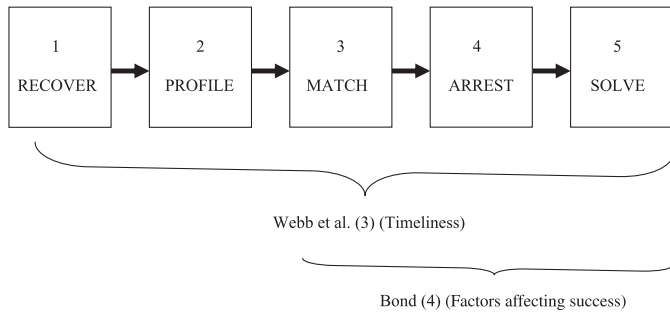 1
RECOVER
2
PROFILE
3
MATCH
4
ARREST
5
SOLVE
Webb et al. (3) (Timeliness)
Bond (4) (Factors affecting success)